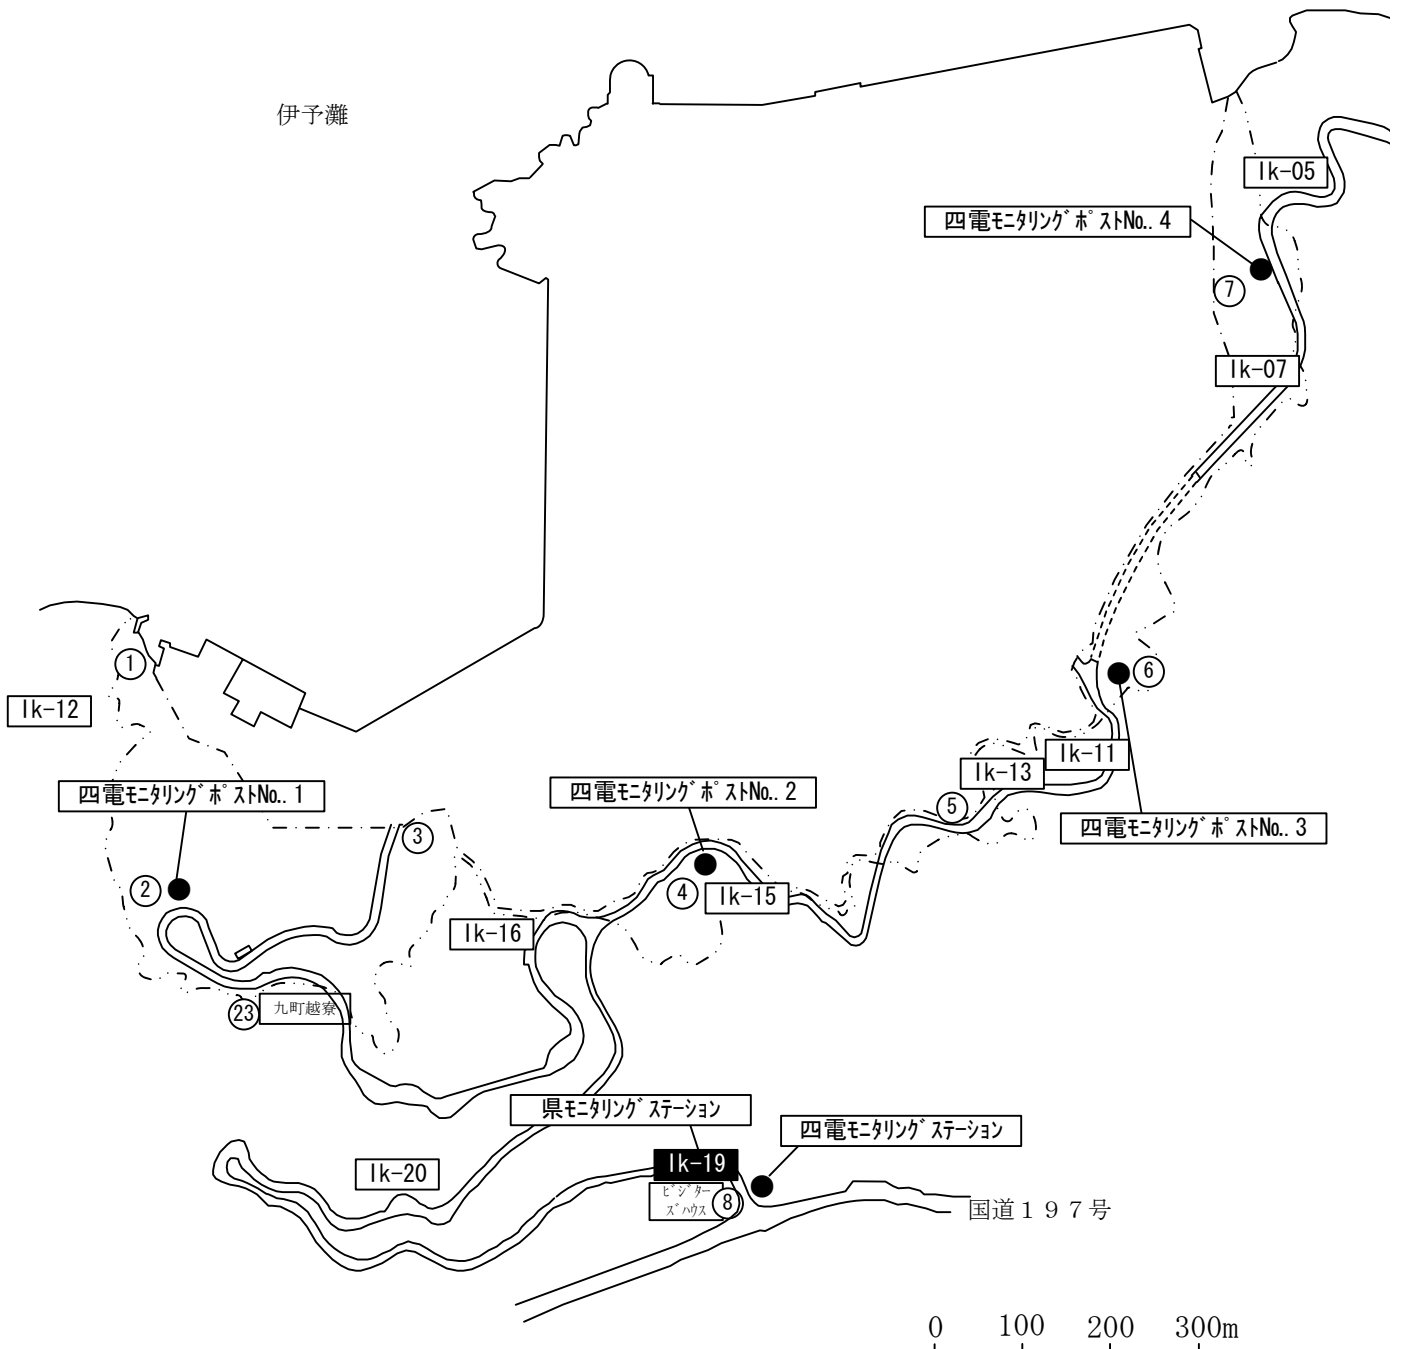 伊予灘
Ik-05
四電モニタリングポストNo.. 4
⑦
Ik-07
①
⑥
Ik-12
Ik-11
Ik-13
四電モニタリングポストNo.. 1
四電モニタリングポストNo.. 2
⑤
四電モニタリングポストNo.. 3
③
②
④
Ik-15
Ik-16
㉓
九町越寮
県モニタリングステーション
四電モニタリングステーション
Ik-19
Ik-20
ビジター
ズハウス
⑧
国道197号
0 100 200 300m